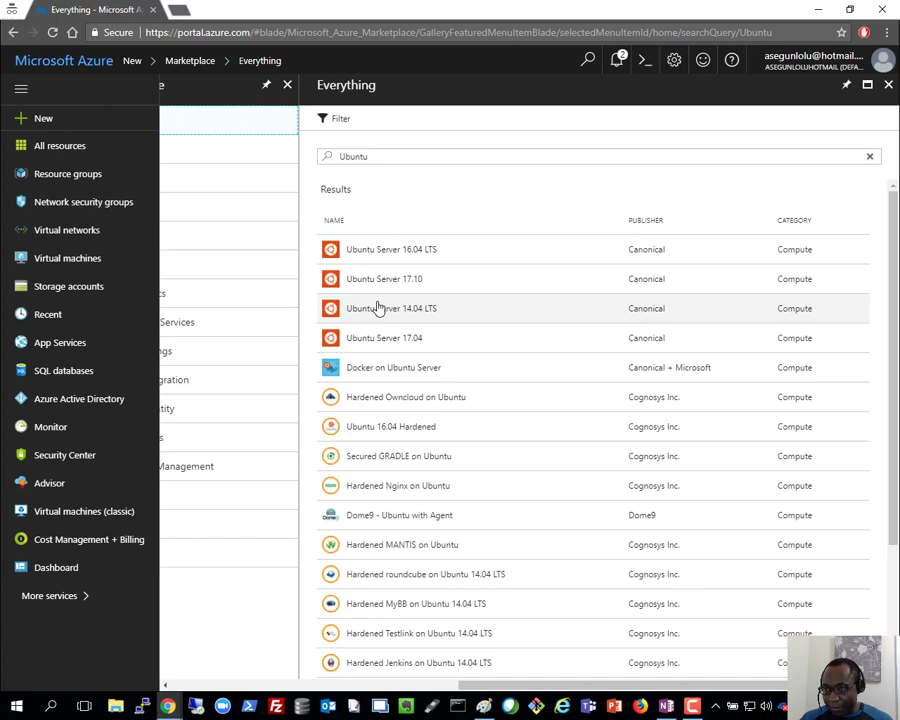 Everything - Microsoft A
Secure
https://portal.azure.com/#blade/Microsoft_Azure_Marketplace/GalleryFeaturedMenuItemBlade/selectedMenuItemId/home/searchQuery/Ubuntu
Microsoft Azure New > Marketplace > Everything
2
asegunlolu@hotmail....
ASEGUNLOLUHOTMAIL (DEFA...
e
Everything
New
Filter
All resources
Ubuntu
Resource groups
Results
Network security groups
NAME PUBLISHER CATEGORY
Virtual networks
Ubuntu Server 16.04 LTS Canonical Compute
Virtual machines
Ubuntu Server 17.10 Canonical Compute
Storage accounts
cs
Ubuntu Server 14.04 LTS Canonical Compute
Recent
Services
Ubuntu Server 17.04 Canonical Compute
App Services
ngs
Docker on Ubuntu Server Canonical + Microsoft Compute
SQL databases
gration
Hardened Owncloud on Ubuntu Cognosys Inc. Compute
Azure Active Directory
tity
Ubuntu 16.04 Hardened Cognosys Inc. Compute
Monitor
s
Secured GRADLE on Ubuntu Cognosys Inc. Compute
Security Center
Management
Hardened Nginx on Ubuntu Cognosys Inc. Compute
Advisor
Dome9 - Ubuntu with Agent Dome9 Compute
Virtual machines (classic)
Hardened MANTIS on Ubuntu Cognosys Inc. Compute
Cost Management + Billing
Hardened roundcube on Ubuntu 14.04 LTS Cognosys Inc. Compute
Dashboard
Hardened MyBB on Ubuntu 14.04 LTS Cognosys Inc. Compute
More services >
Hardened Testlink on Ubuntu 14.04 LTS Cognosys Inc. Compute
Hardened Jenkins on Ubuntu 14.04 LTS Cognosys Inc.